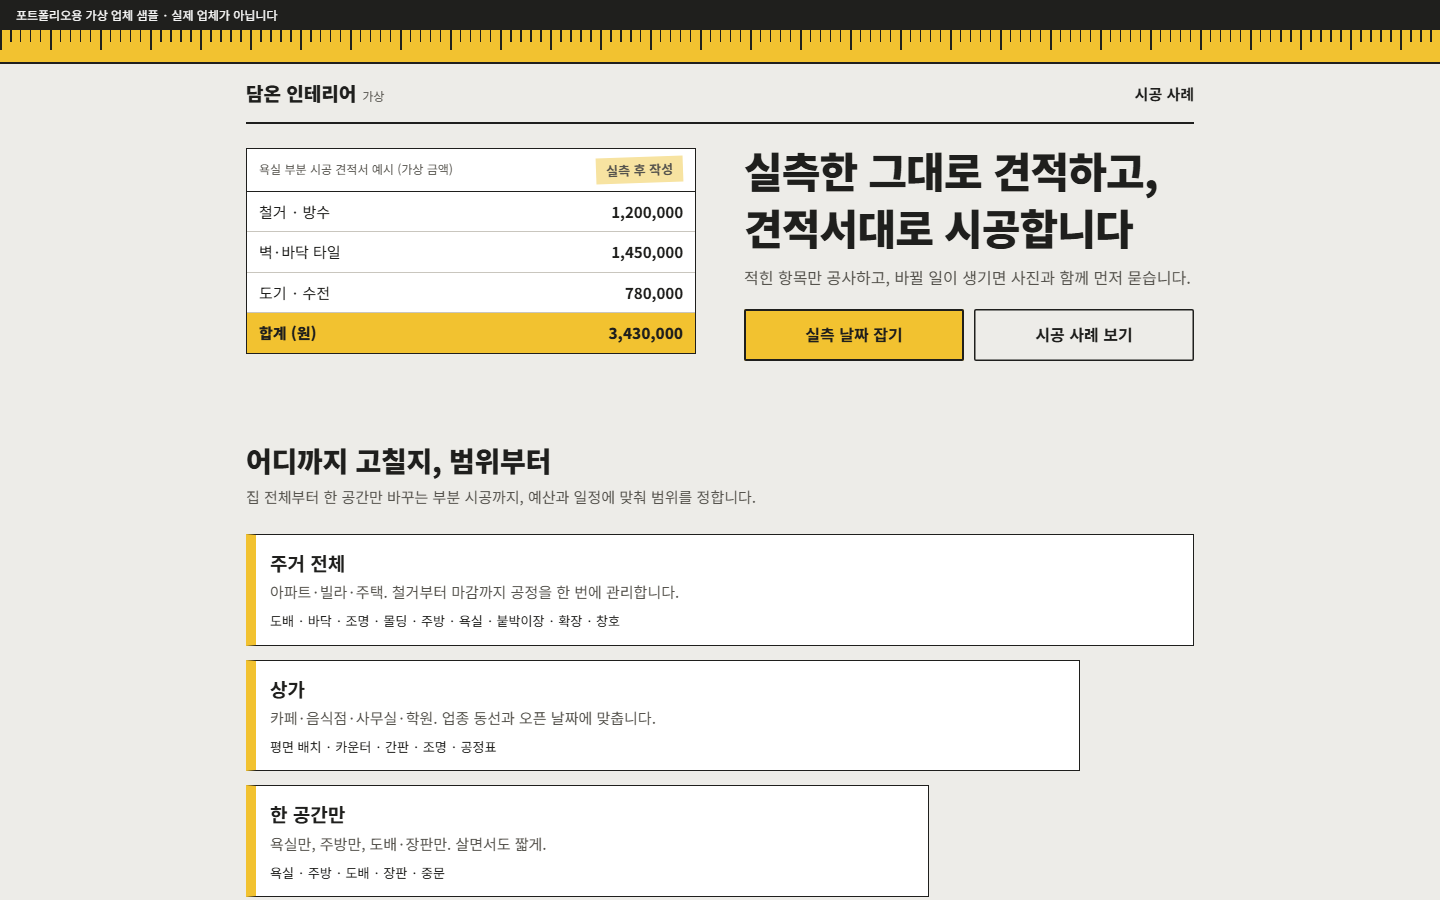 포트폴리오용 가상 업체 샘플 · 실제 업체가 아닙니다
담온 인테리어 가상
시공 사례
욕실 부분 시공 견적서 예시 (가상 금액)
실측 후 작성
철거 · 방수 1,200,000
벽·바닥 타일 1,450,000
도기 · 수전 780,000
합계 (원) 3,430,000
실측한 그대로 견적하고,
견적서대로 시공합니다
적힌 항목만 공사하고, 바뀔 일이 생기면 사진과 함께 먼저 묻습니다.
실측 날짜 잡기
시공 사례 보기
어디까지 고칠지, 범위부터
집 전체부터 한 공간만 바꾸는 부분 시공까지, 예산과 일정에 맞춰 범위를 정합니다.
주거 전체
아파트·빌라·주택. 철거부터 마감까지 공정을 한 번에 관리합니다.
도배 · 바닥 · 조명 · 몰딩 · 주방 · 욕실 · 붙박이장 · 확장 · 창호
상가
카페·음식점·사무실·학원. 업종 동선과 오픈 날짜에 맞춥니다.
평면 배치 · 카운터 · 간판 · 조명 · 공정표
한 공간만
욕실만, 주방만, 도배·장판만. 살면서도 짧게.
욕실 · 주방 · 도배 · 장판 · 중문